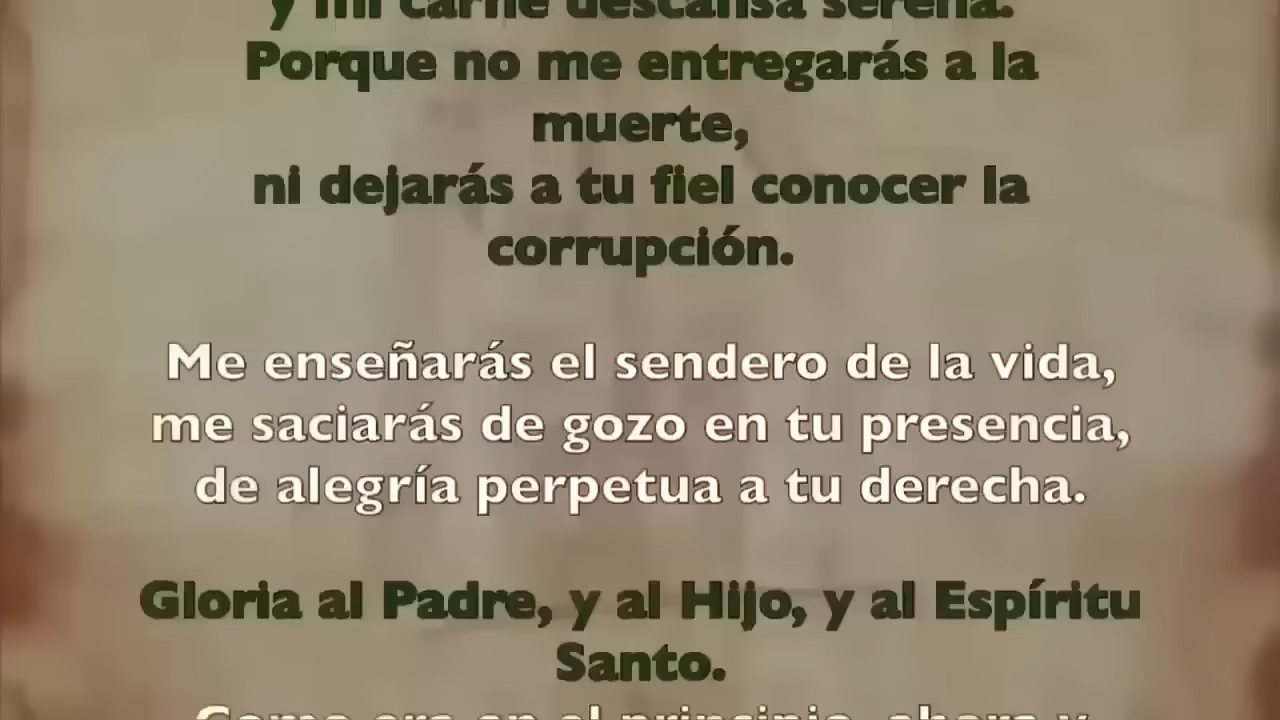 y mi carne descansa serena.
Porque no me entregarás a la
muerte,
ni dejarás a tu fiel conocer la
corrupción.
Me enseñarás el sendero de la vida,
me saciarás de gozo en tu presencia,
de alegría perpetua a tu derecha.
Gloria al Padre, y al Hijo, y al Espíritu
Santo.
Como era en el principio, ahora y